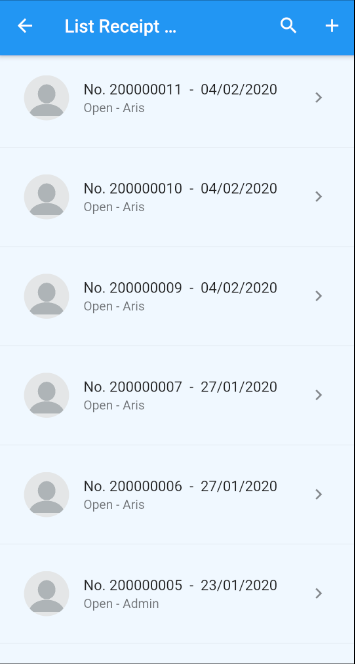 List Receipt ...
No. 200000011 - 04/02/2020
Open - Aris
No. 200000010 - 04/02/2020
Open - Aris
No. 200000009 - 04/02/2020
Open - Aris
No. 200000007 - 27/01/2020
Open - Aris
No. 200000006 - 27/01/2020
Open - Aris
No. 200000005 - 23/01/2020
Open - Admin